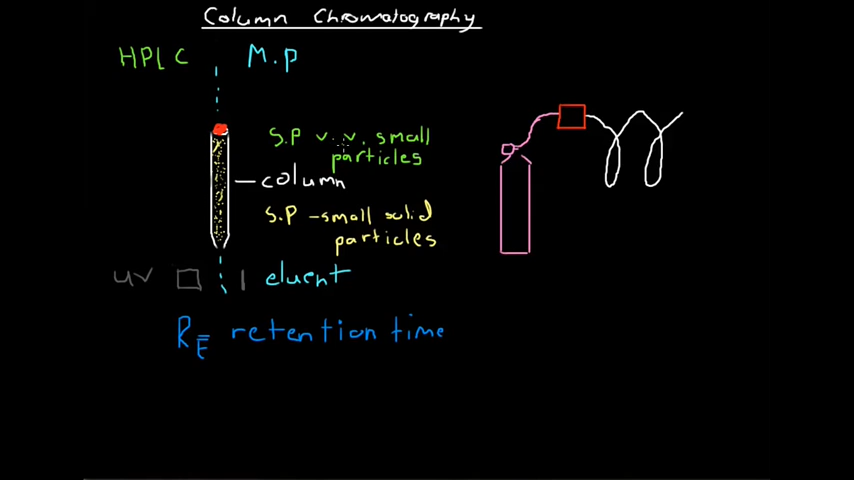 Column Chromatography
HPLC M.P
S.P v. v. small
particles
column
S.P - small solid
particles
UV eluent
retention time